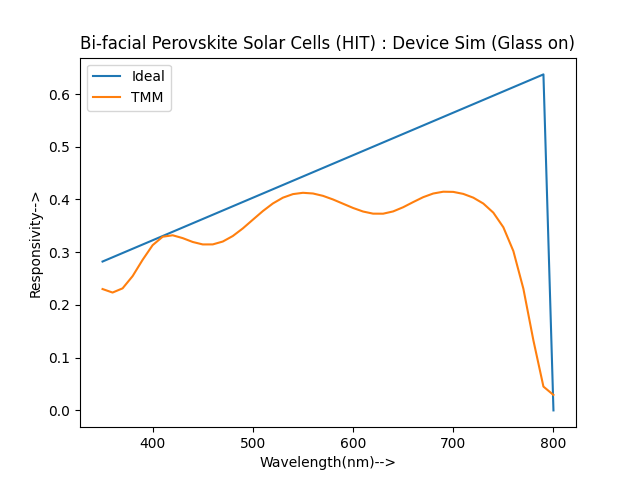 Bi-facial Perovskite Solar Cells (HIT) : Device Sim (Glass on)
Ideal
TMM
Responsivity-->
0.6
0.5
0.4
0.3
0.2
0.1
0.0
400 500 600 700 800
Wavelength(nm)-->